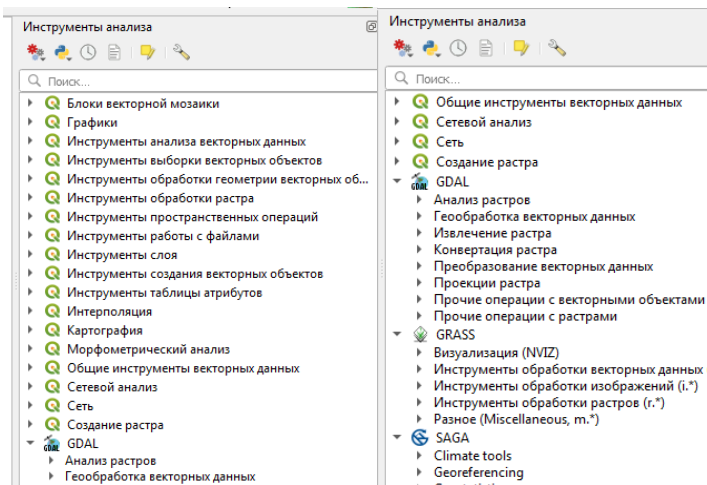 Инструменты анализа
Поиск...
Блоки векторной мозаики
Графики
Инструменты анализа векторных данных
Инструменты выборки векторных объектов
Инструменты обработки геометрии векторных об...
Инструменты обработки растра
Инструменты пространственных операций
Инструменты работы с файлами
Инструменты слоя
Инструменты создания векторных объектов
Инструменты таблицы атрибутов
Интерполяция
Картография
Морфометрический анализ
Общие инструменты векторных данных
Сетевой анализ
Сеть
Создание растра
GDAL
Анализ растров
Геообработка векторных данных
Инструменты анализа
Поиск...
Общие инструменты векторных данных
Сетевой анализ
Сеть
Создание растра
GDAL
Анализ растров
Геообработка векторных данных
Извлечение растра
Конвертация растра
Преобразование векторных данных
Проекции растра
Прочие операции с векторными объектами
Прочие операции с растрами
GRASS
Визуализация (NVIZ)
Инструменты обработки векторных данных
Инструменты обработки изображений (i.*)
Инструменты обработки растров (r.*)
Разное (Miscellaneous, m.*)
SAGA
Climate tools
Georeferencing